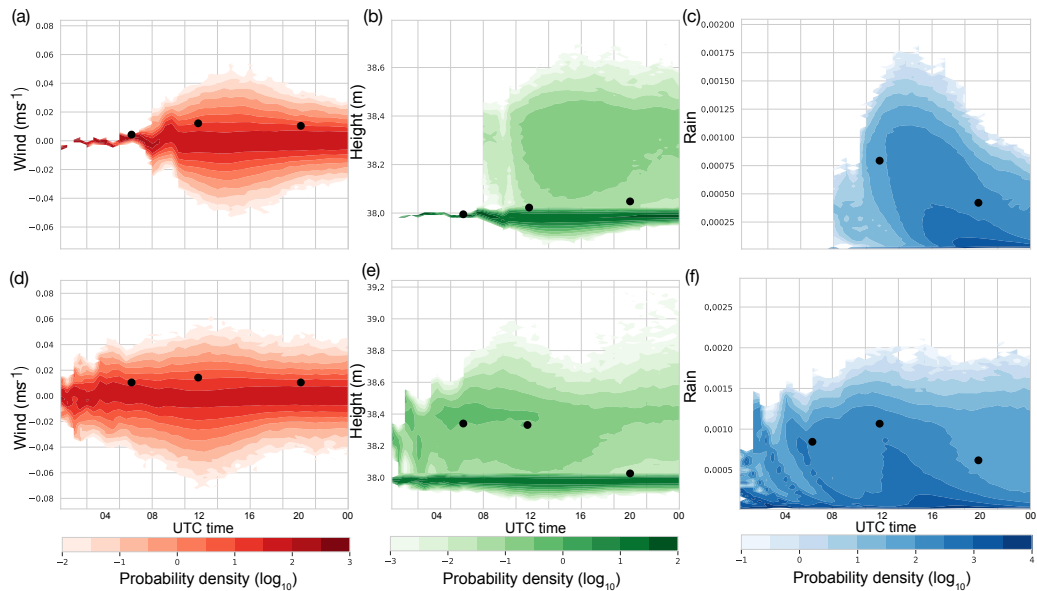 (a)
(b)
(c)
0.08
0.06
0.04
0.02
0.00
−0.02
−0.04
−0.06
Wind (ms⁻¹)
38.6
38.4
38.2
38.0
Height (m)
0.00200
0.00175
0.00150
0.00125
0.00100
0.00075
0.00050
0.00025
Rain
(d)
(e)
(f)
0.08
0.06
0.04
0.02
0.00
−0.02
−0.04
−0.06
−0.08
Wind (ms⁻¹)
39.2
39.0
38.8
38.6
38.4
38.2
38.0
Height (m)
0.0025
0.0020
0.0015
0.0010
0.0005
Rain
04 08 12 16 20 00
UTC time
04 08 12 16 20 00
UTC time
04 08 12 16 20 00
UTC time
−2 −1 0 1 2 3
Probability density (log₁₀)
−3 −2 −1 0 1 2
Probability density (log₁₀)
−1 0 1 2 3 4
Probability density (log₁₀)